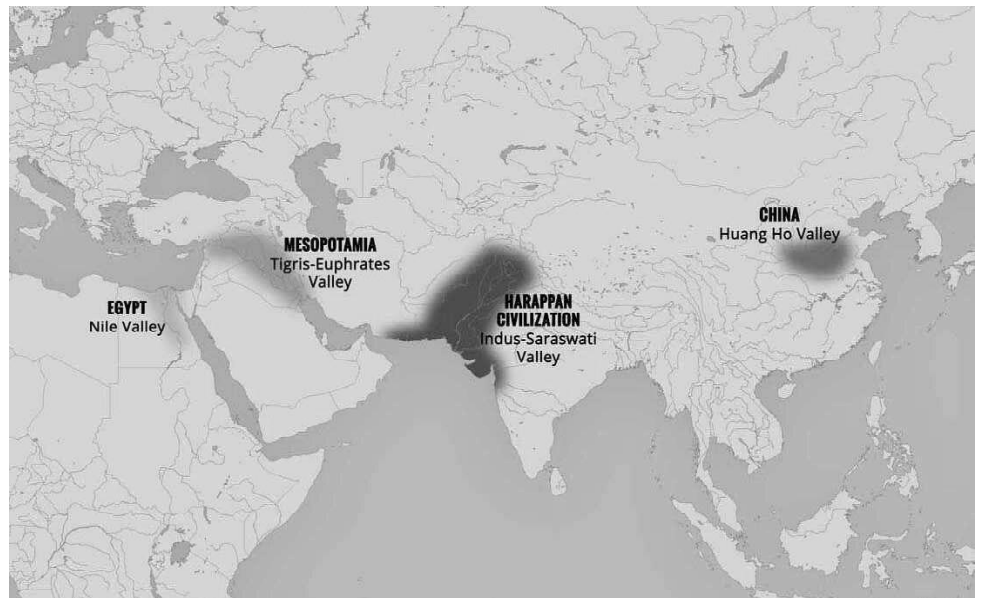 CHINA
Huang Ho Valley
MESOPOTAMIA
Tigris-Euphrates
Valley
EGYPT
Nile Valley
HARAPPAN
CIVILIZATION
Indus-Saraswati
Valley